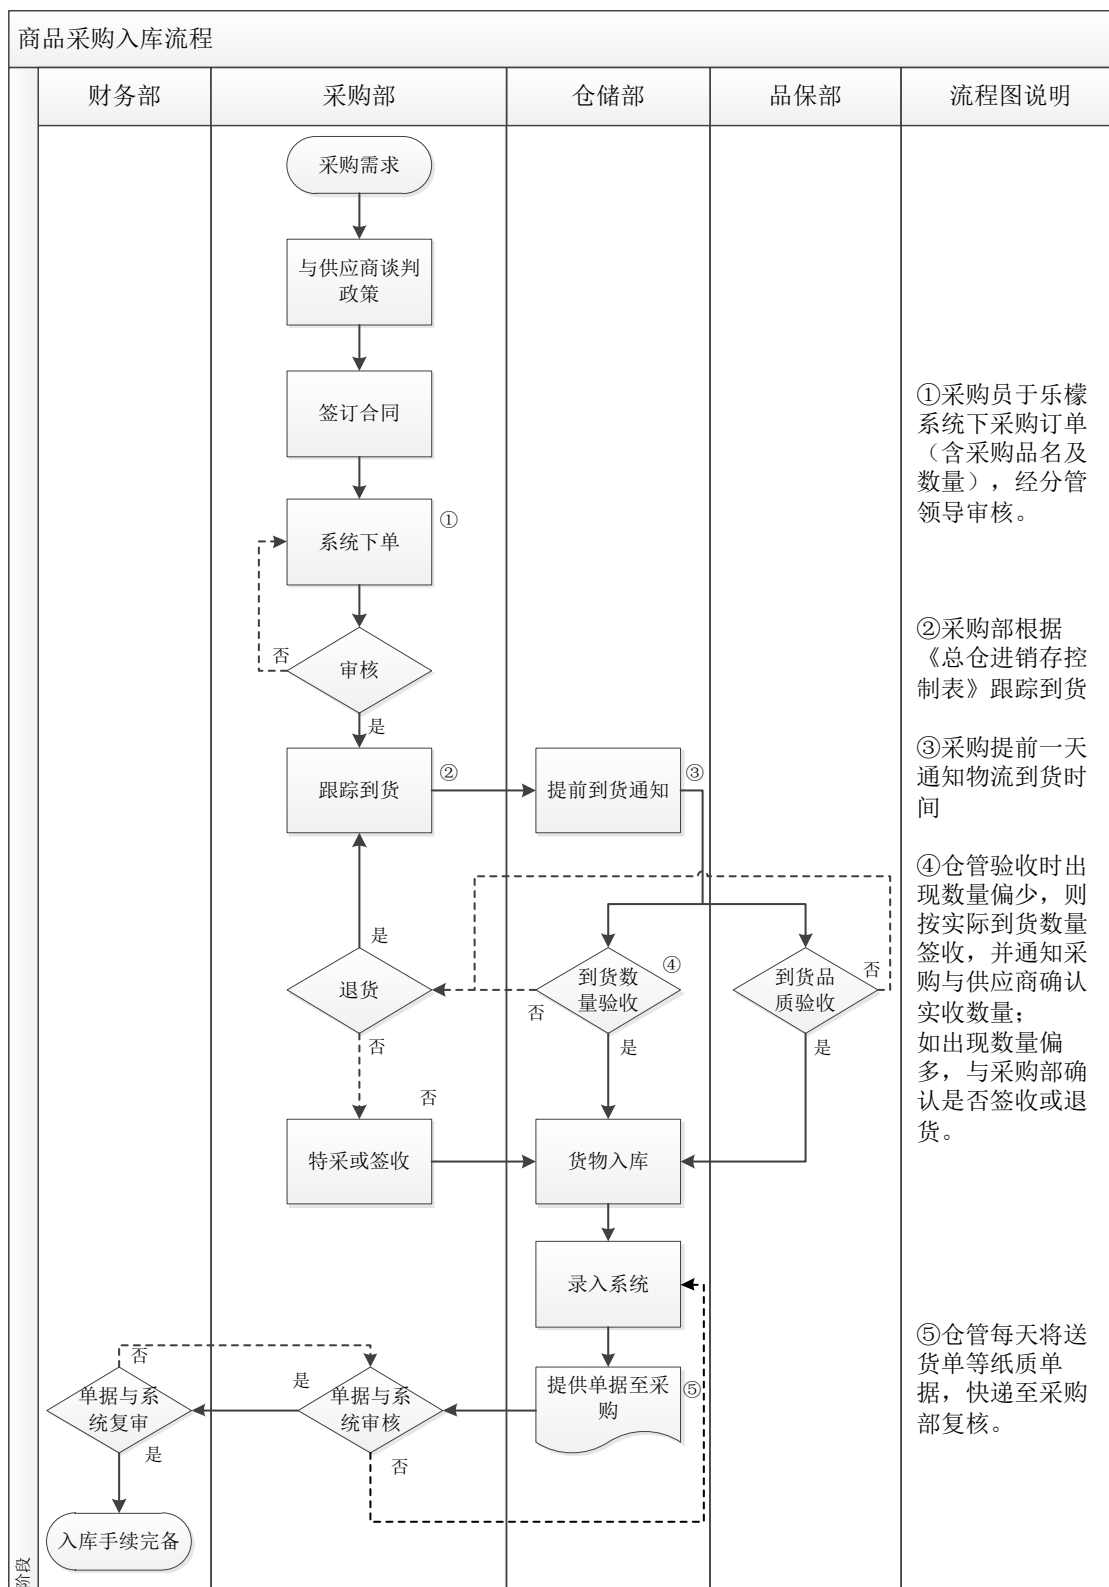 商品采购入库流程
财务部
采购部
仓储部
品保部
流程图说明
采购需求
与供应商谈判
政策
签订合同
系统下单
①
否
审核
是
跟踪到货
②
提前到货通知
③
是
退货
否
到货数
量验收
④
否
是
到货品
质验收
否
是
否
特采或签收
货物入库
录入系统
提供单据至采
购
⑤
是
单据与系
统审核
否
否
单据与系
统复审
是
入库手续完备
①采购员于乐檬
系统下采购订单
（含采购品名及
数量），经分管
领导审核。
②采购部根据
《总仓进销存控
制表》跟踪到货
③采购提前一天
通知物流到货时
间
④仓管验收时出
现数量偏少，则
按实际到货数量
签收，并通知采
购与供应商确认
实收数量；
如出现数量偏
多，与采购部确
认是否签收或退
货。
⑤仓管每天将送
货单等纸质单
据，快递至采购
部复核。
阶段